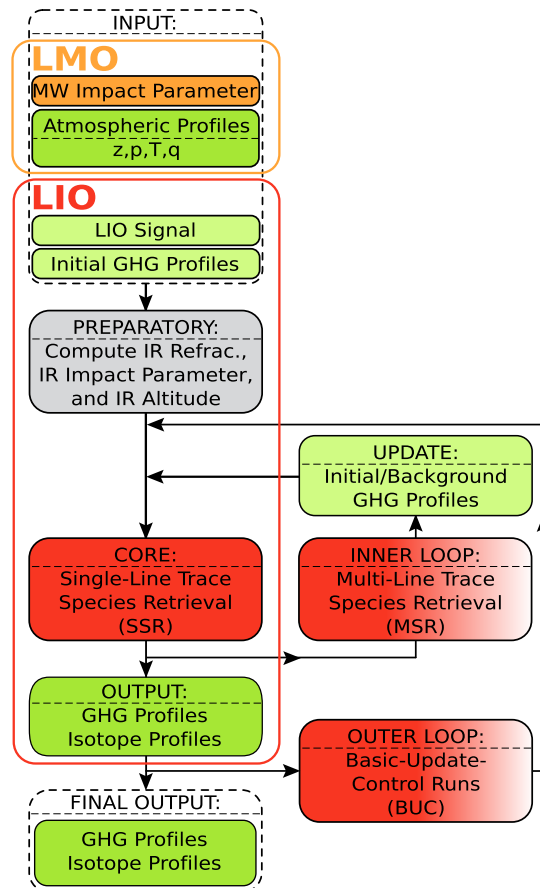 INPUT:
LMO
MW Impact Parameter
Atmospheric Profiles
z,p,T,q
LIO
LIO Signal
Initial GHG Profiles
PREPARATORY:
Compute IR Refrac.,
IR Impact Parameter,
and IR Altitude
UPDATE:
Initial/Background
GHG Profiles
CORE:
Single-Line Trace
Species Retrieval
(SSR)
INNER LOOP:
Multi-Line Trace
Species Retrieval
(MSR)
OUTPUT:
GHG Profiles
Isotope Profiles
OUTER LOOP:
Basic-Update-
Control Runs
(BUC)
FINAL OUTPUT:
GHG Profiles
Isotope Profiles